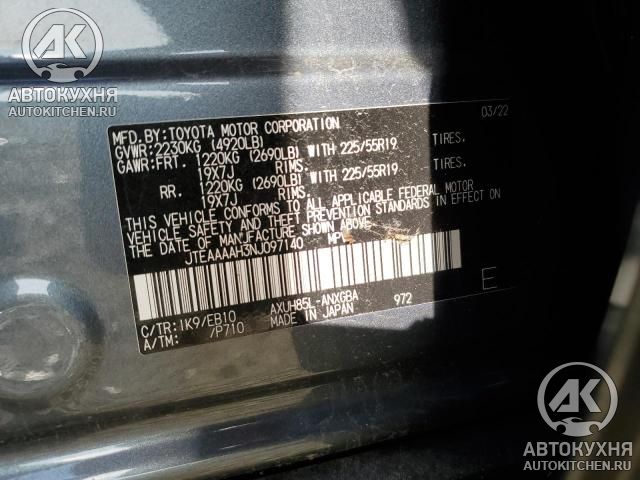 AK
АВТОКУХНЯ
AUTOKITCHEN.RU
MFD.BY:TOYOTA MOTOR CORPORATION 03/22
GVWR:2230KG (4920LB)
GAWR:FRT. 1220KG (2690LB) WITH 225/55R19 TIRES.
19X7J RIMS.
RR. 1220KG (2690LB) WITH 225/55R19 TIRES.
19X7J RIMS.
THIS VEHICLE CONFORMS TO ALL APPLICABLE FEDERAL MOTOR
VEHICLE SAFETY AND THEFT PREVENTION STANDARDS IN EFFECT ON
THE DATE OF MANUFACTURE SHOWN ABOVE.
JTEAAAAH3NJ097140 MPV
E
C/TR:1K9/EB10 AXUH85L-ANXGBA 972
A/TM: /P710 MADE IN JAPAN
AK
АВТОКУХНЯ
AUTOKITCHEN.RU